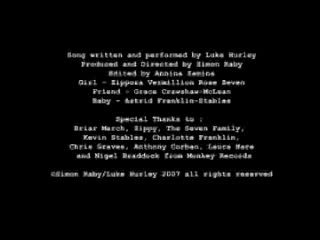 Song written and performed by Luke Hurley
Produced and Directed by Simon Raby
Edited by Annina
Girl - Zippora Vermillion Rose Seven
Friend - Grace Crawshaw-McLean
Baby - Astrid Franklin-Stables
Special Thanks to :
Briar March, Zippy, The Seven Family,
Kevin Stables, Charlotte Franklin,
Chris Graves, Anthony Corban, Laura Hare
and Nigel Braddock from Monkey Records
©Simon Raby/Luke Hurley 2007 all rights reserved